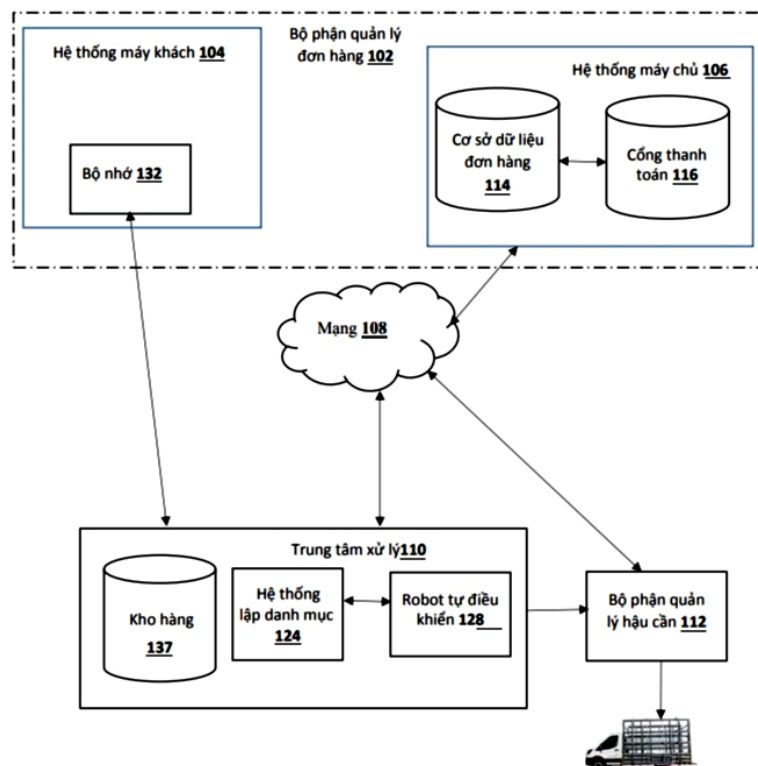 Hệ thống máy khách 104
Bộ phận quản lý
đơn hàng 102
Hệ thống máy chủ 106
Bộ nhớ 132
Cơ sở dữ liệu
đơn hàng
114
Cổng thanh
toán 116
Mạng 108
Trung tâm xử lý110
Kho hàng
137
Hệ thống
lập danh mục
124
Robot tự điều
khiển 128
Bộ phận quản
lý hậu cần 112